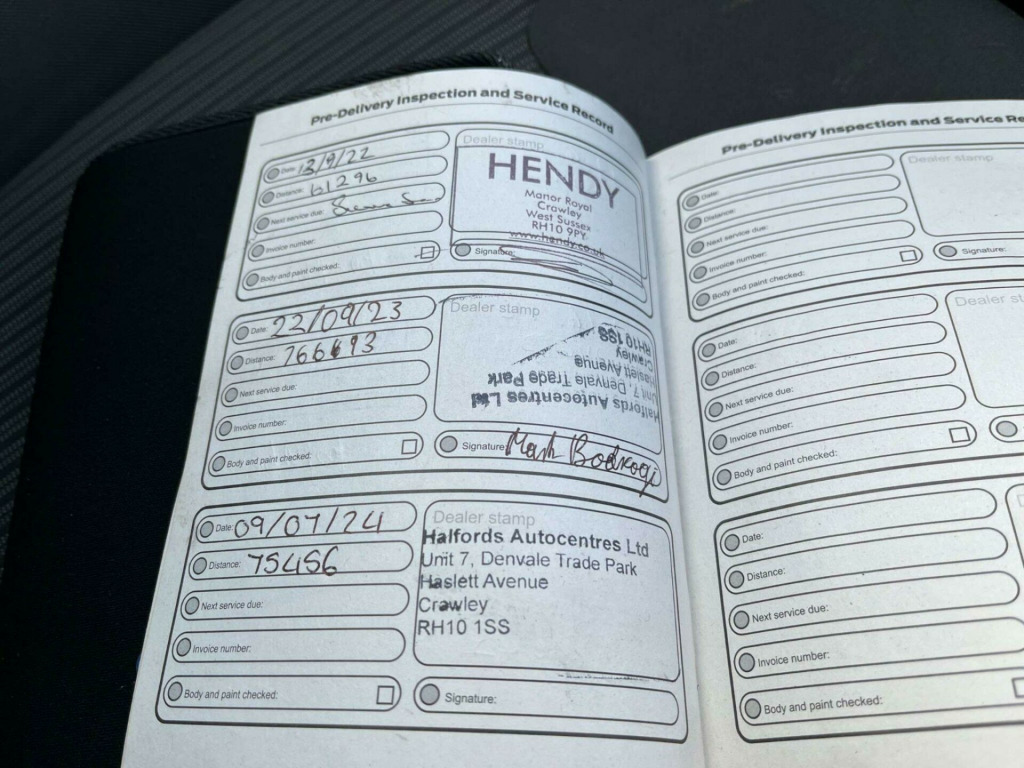 Pre-Delivery Inspection and Service Record
Date: 13/9/22
Distance: 61296
Next service due:
Invoice number:
Body and paint checked:
Dealer stamp
HENDY
Manor Royal
Crawley
West Sussex
RH10 9PY
www.hendy.co.uk
Signature:
Date: 22/09/23
Distance:
Next service due:
Invoice number:
Body and paint checked:
Dealer stamp
Halfords Autocentres Ltd
Unit 7, Denvale Trade Park
Haslett Avenue
Crawley
RH10 1SS
Signature: Mark Bodrogi
Date: 09/07/24
Distance: 75456
Next service due:
Invoice number:
Body and paint checked:
Dealer stamp
Halfords Autocentres Ltd
Unit 7, Denvale Trade Park
Haslett Avenue
Crawley
RH10 1SS
Signature:
Pre-Delivery Inspection and Service Re
Date:
Distance:
Next service due:
Invoice number:
Body and paint checked:
Dealer stamp
Signature:
Date:
Distance:
Next service due:
Invoice number:
Body and paint checked:
Dealer st
Date:
Distance:
Next service due:
Invoice number:
Body and paint checked: